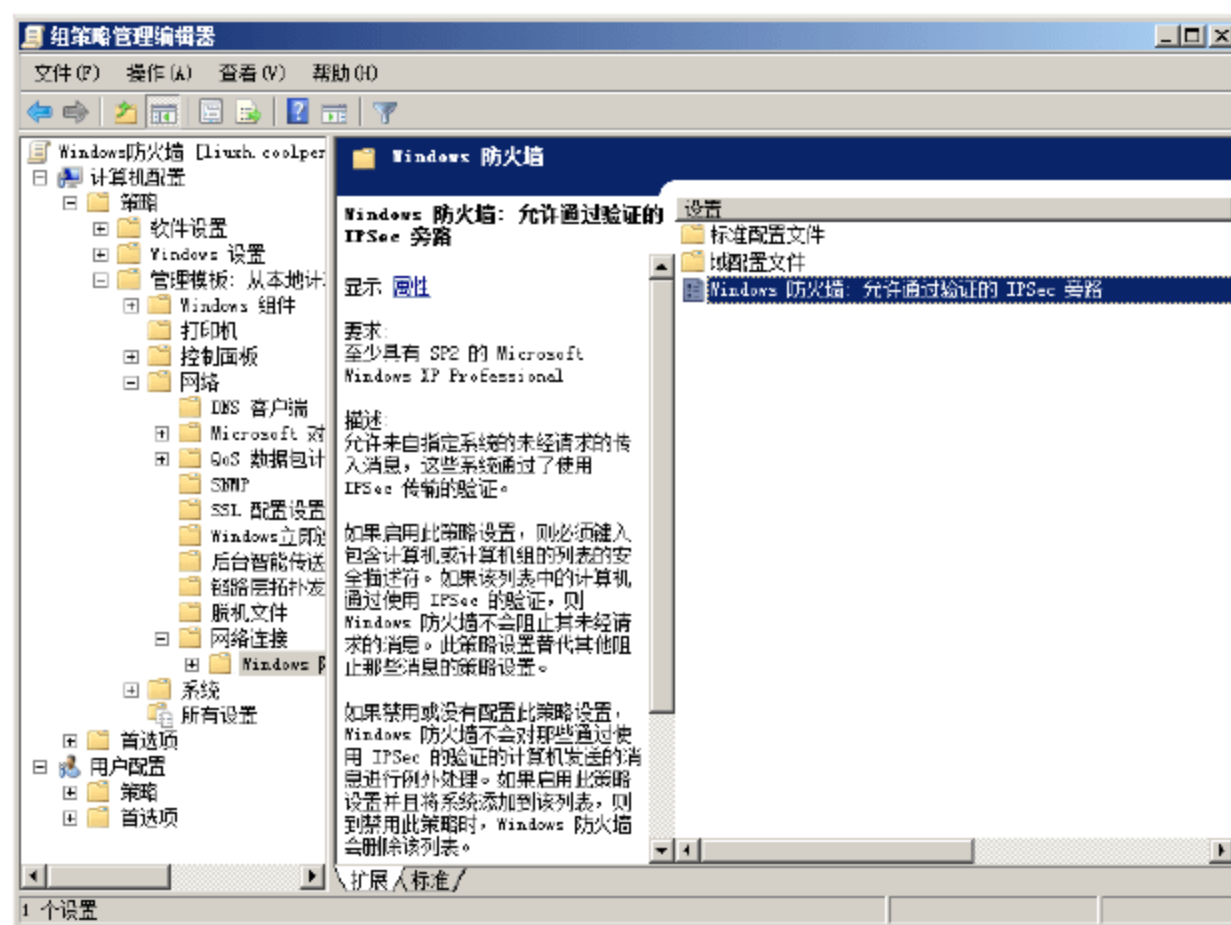 组策略管理编辑器
文件(F) 操作(A) 查看(V) 帮助(H)
Windows防火墙 [liuxh.coolper
计算机配置
策略
软件设置
Windows 设置
管理模板: 从本地计
Windows 组件
打印机
控制面板
网络
DNS 客户端
Microsoft 对
QoS 数据包计
SNMP
SSL 配置设置
Windows立即
后台智能传送
链路层拓扑发
脱机文件
网络连接
Windows 防
系统
所有设置
首选项
用户配置
策略
首选项
Windows 防火墙
Windows 防火墙: 允许通过验证的
IPSec 旁路
显示 属性
要求:
至少具有 SP2 的 Microsoft
Windows XP Professional
描述:
允许来自指定系统的未经请求的传
入消息，这些系统通过了使用
IPSec 传输的验证。
如果启用此策略设置，则必须键入
包含计算机或计算机组的列表的安
全描述符。如果该列表中的计算机
通过使用 IPSec 的验证，则
Windows 防火墙不会阻止其未经请
求的消息。此策略设置替代其他阻
止那些消息的策略设置。
如果禁用或没有配置此策略设置，
Windows 防火墙不会对那些通过使
用 IPSec 的验证的计算机发送的消
息进行例外处理。如果启用此策略
设置并且将系统添加到该列表，则
到禁用此策略时，Windows 防火墙
会删除该列表。
设置
标准配置文件
域配置文件
Windows 防火墙: 允许通过验证的 IPSec 旁路
扩展 标准
1 个设置